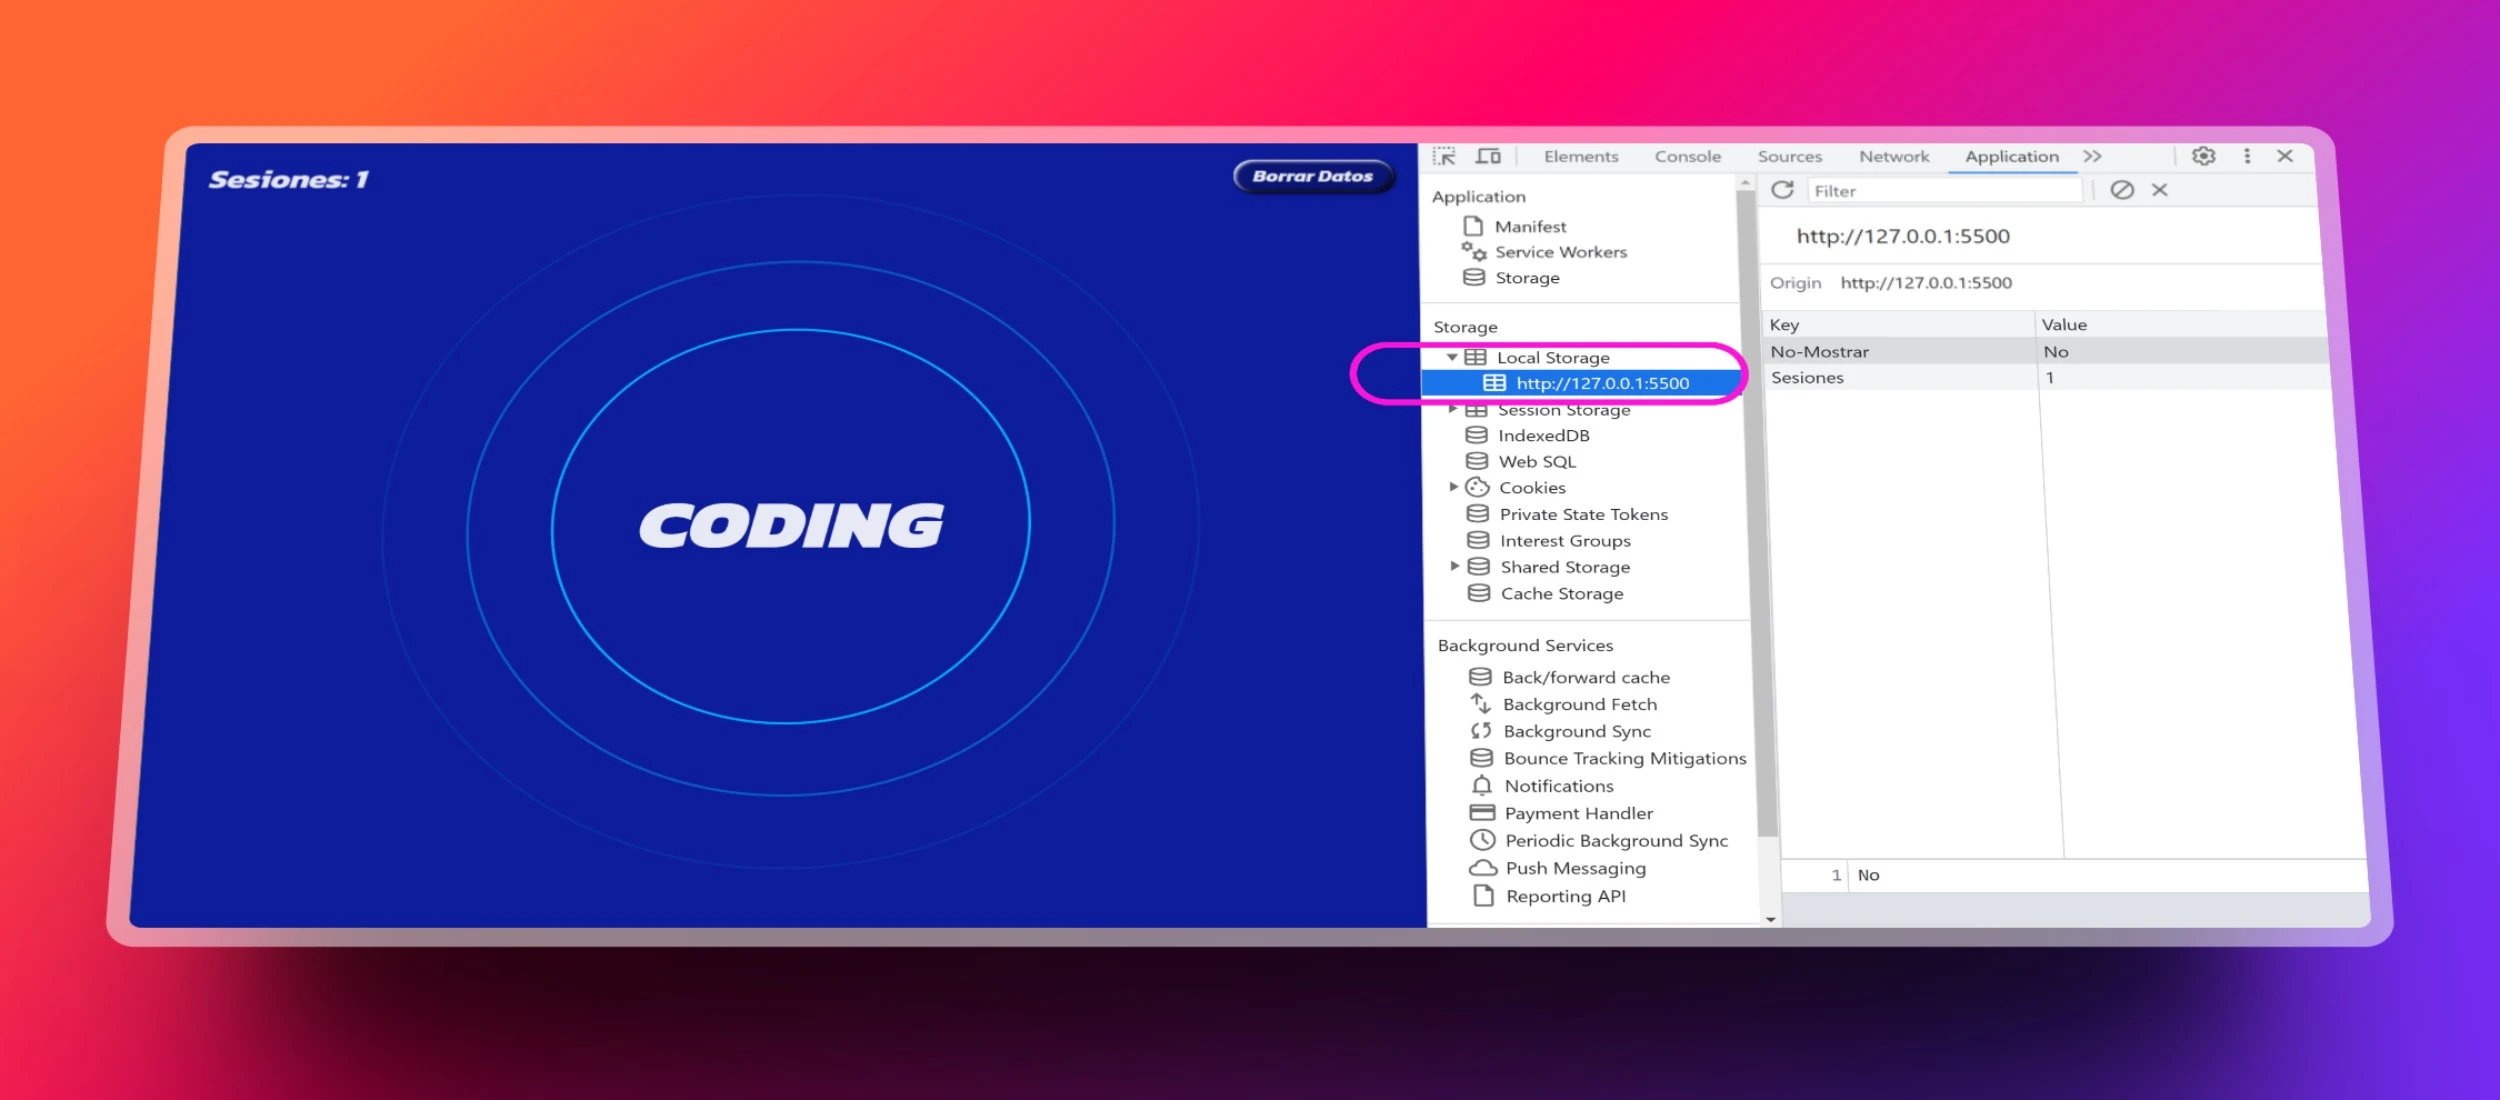 Sesiones: 1
Borrar Datos
CODING
Elements Console Sources Network Application
Application
Manifest
Service Workers
Storage
Storage
Local Storage
http://127.0.0.1:5500
Session Storage
IndexedDB
Web SQL
Cookies
Private State Tokens
Interest Groups
Shared Storage
Cache Storage
Background Services
Back/forward cache
Background Fetch
Background Sync
Bounce Tracking Mitigations
Notifications
Payment Handler
Periodic Background Sync
Push Messaging
Reporting API
Filter
http://127.0.0.1:5500
Origin http://127.0.0.1:5500
Key Value
No-Mostrar No
Sesiones 1
1 No